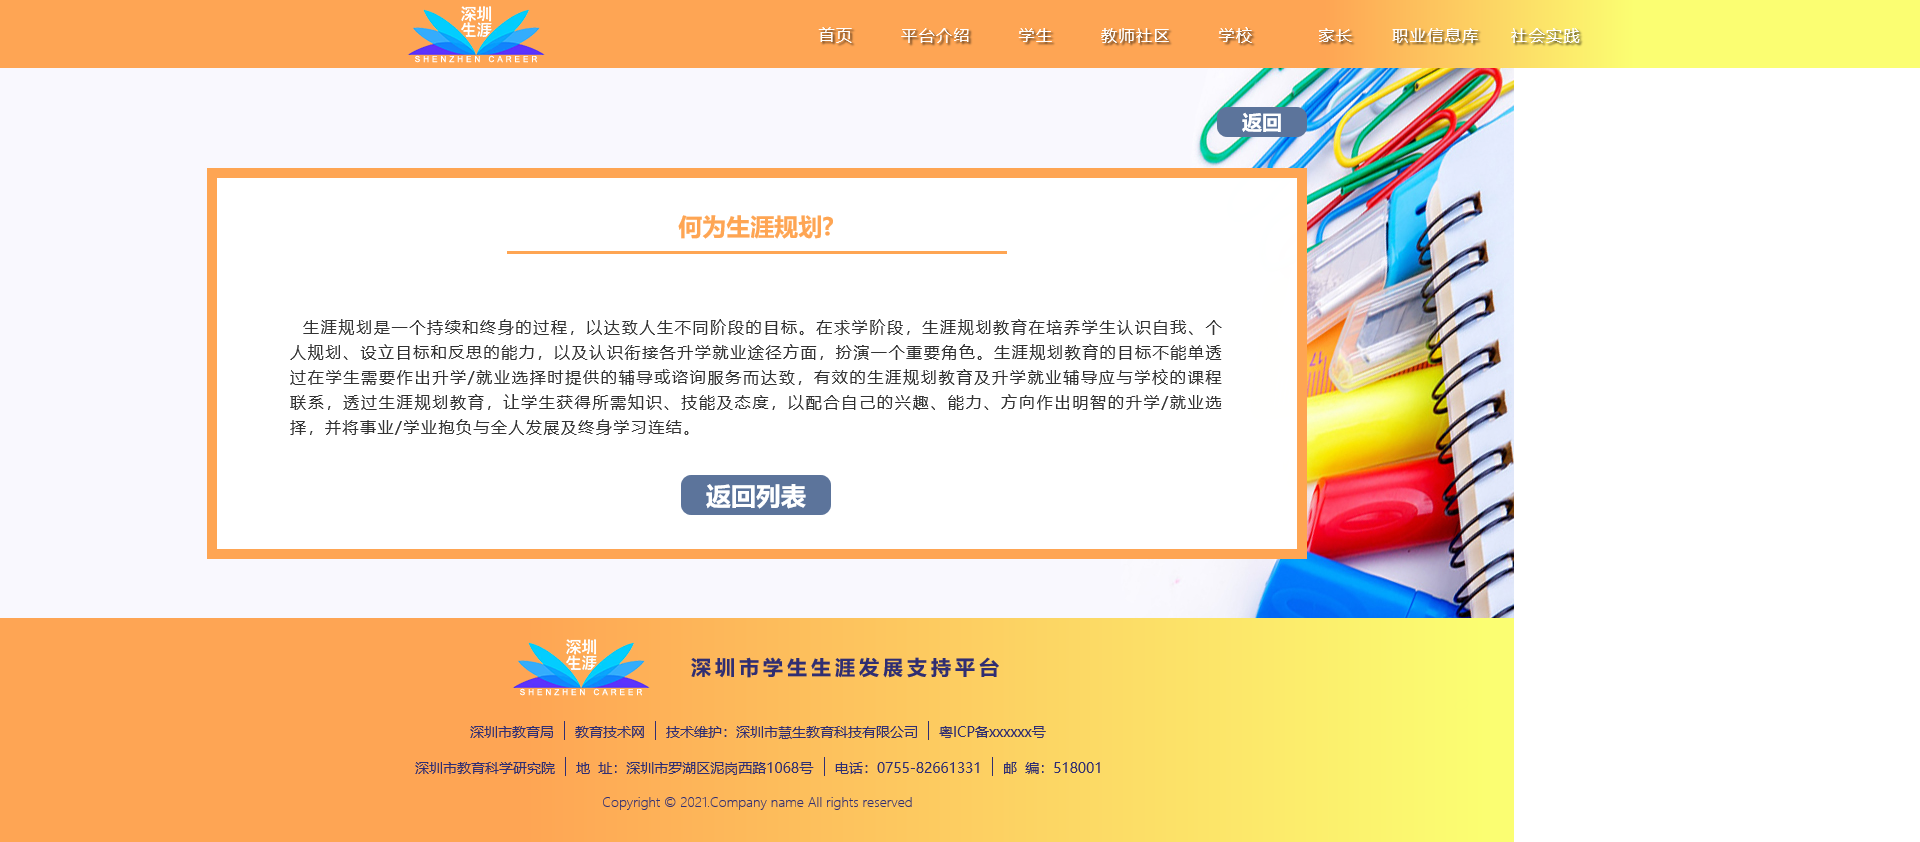 深圳
生涯
SHENZHEN CAREER
首页 平台介绍 学生 教师社区 学校 家长 职业信息库 社会实践
返回
何为生涯规划?
生涯规划是一个持续和终身的过程，以达致人生不同阶段的目标。在求学阶段，生涯规划教育在培养学生认识自我、个
人规划、设立目标和反思的能力，以及认识衔接各升学就业途径方面，扮演一个重要角色。生涯规划教育的目标不能单透
过在学生需要作出升学/就业选择时提供的辅导或谘询服务而达致，有效的生涯规划教育及升学就业辅导应与学校的课程
联系，透过生涯规划教育，让学生获得所需知识、技能及态度，以配合自己的兴趣、能力、方向作出明智的升学/就业选
择，并将事业/学业抱负与全人发展及终身学习连结。
返回列表
17
深圳
生涯
SHENZHEN CAREER
深圳市学生生涯发展支持平台
深圳市教育局 教育技术网 技术维护：深圳市慧生教育科技有限公司 粤ICP备xxxxxx号
深圳市教育科学研究院 地 址：深圳市罗湖区泥岗西路1068号 电话：0755-82661331 邮 编：518001
Copyright © 2021.Company name All rights reserved